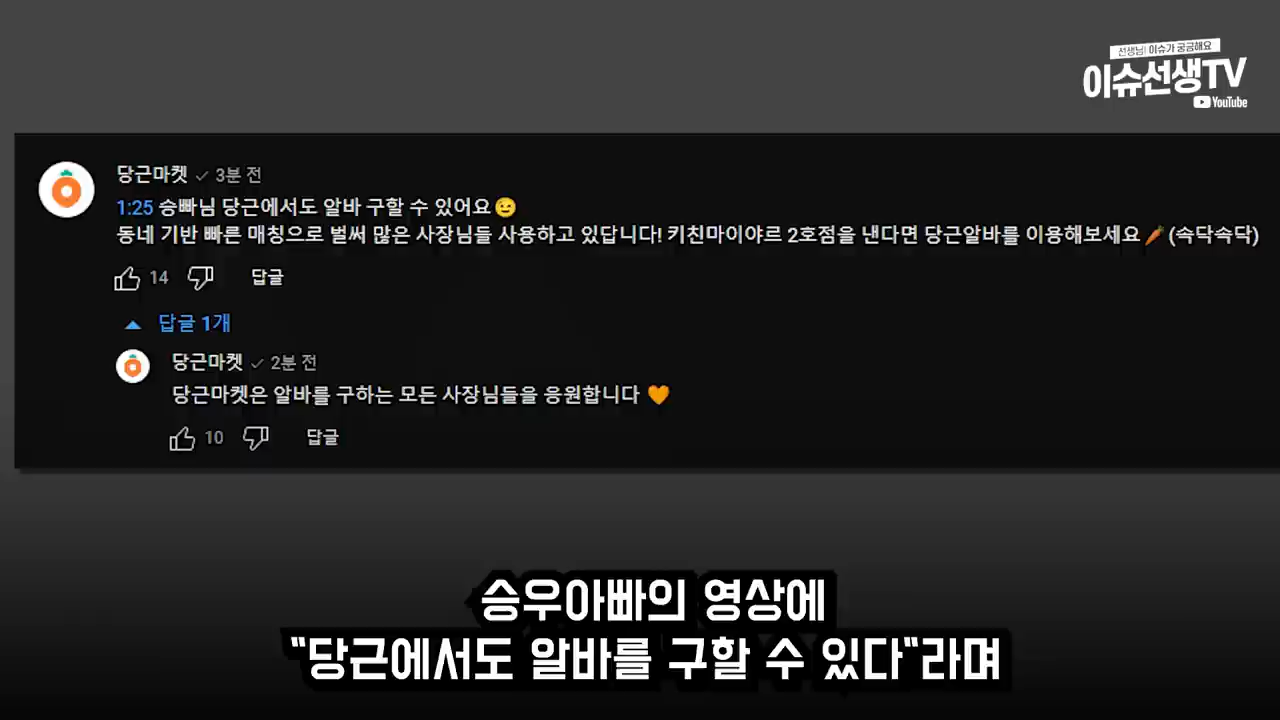 선생님! 이슈가 궁금해요
이슈선생TV
YouTube
당근마켓 3분 전
1:25 승빠님 당근에서도 알바 구할 수 있어요😉
동네 기반 빠른 매칭으로 벌써 많은 사장님들 사용하고 있답니다! 키친마이야르 2호점을 낸다면 당근알바를 이용해보세요🥕(속닥속닥)
14 답글
답글 1개
당근마켓 2분 전
당근마켓은 알바를 구하는 모든 사장님들을 응원합니다 🧡
10 답글
승우아빠의 영상에
"당근에서도 알바를 구할 수 있다"라며